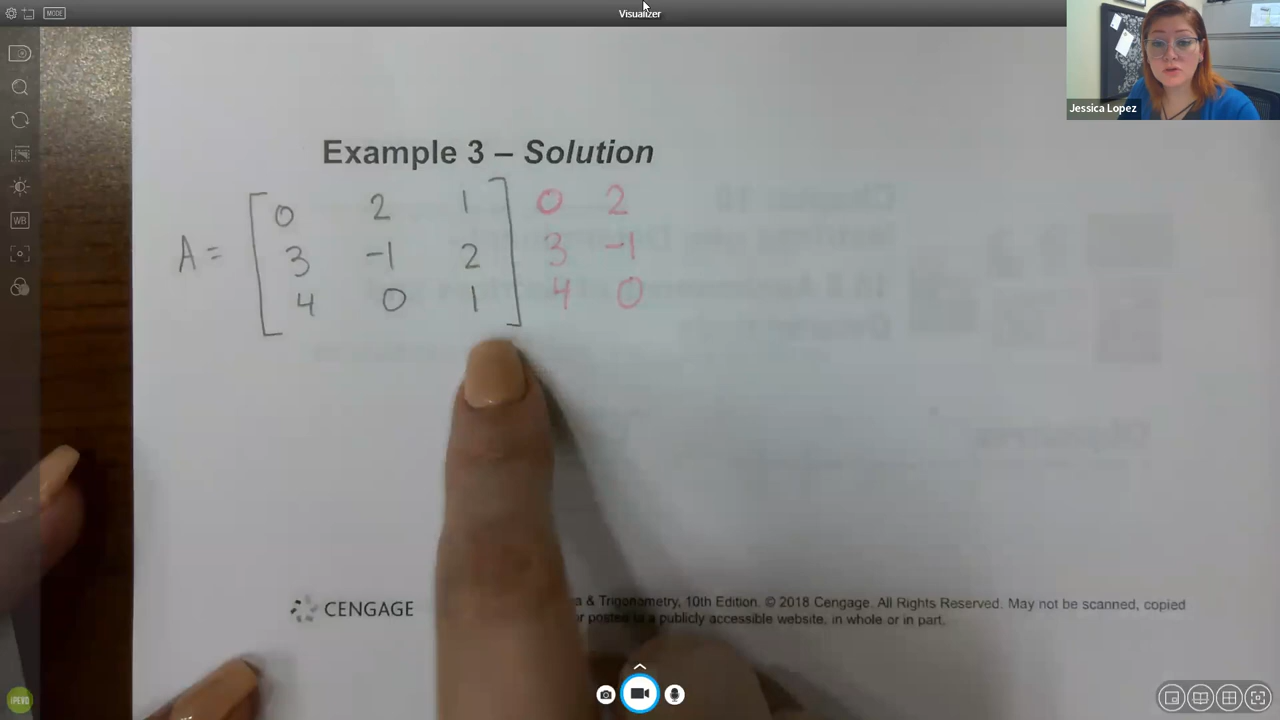 MODE
Visualizer
Jessica Lopez
Example 3 – Solution
A = [ 0 2 1 ] 0 2
3 -1 2 3 -1
4 0 1 4 0
WB
CENGAGE
& Trigonometry, 10th Edition. © 2018 Cengage. All Rights Reserved. May not be scanned, copied
posted to a publicly accessible website, in whole or in part.
IPEVO